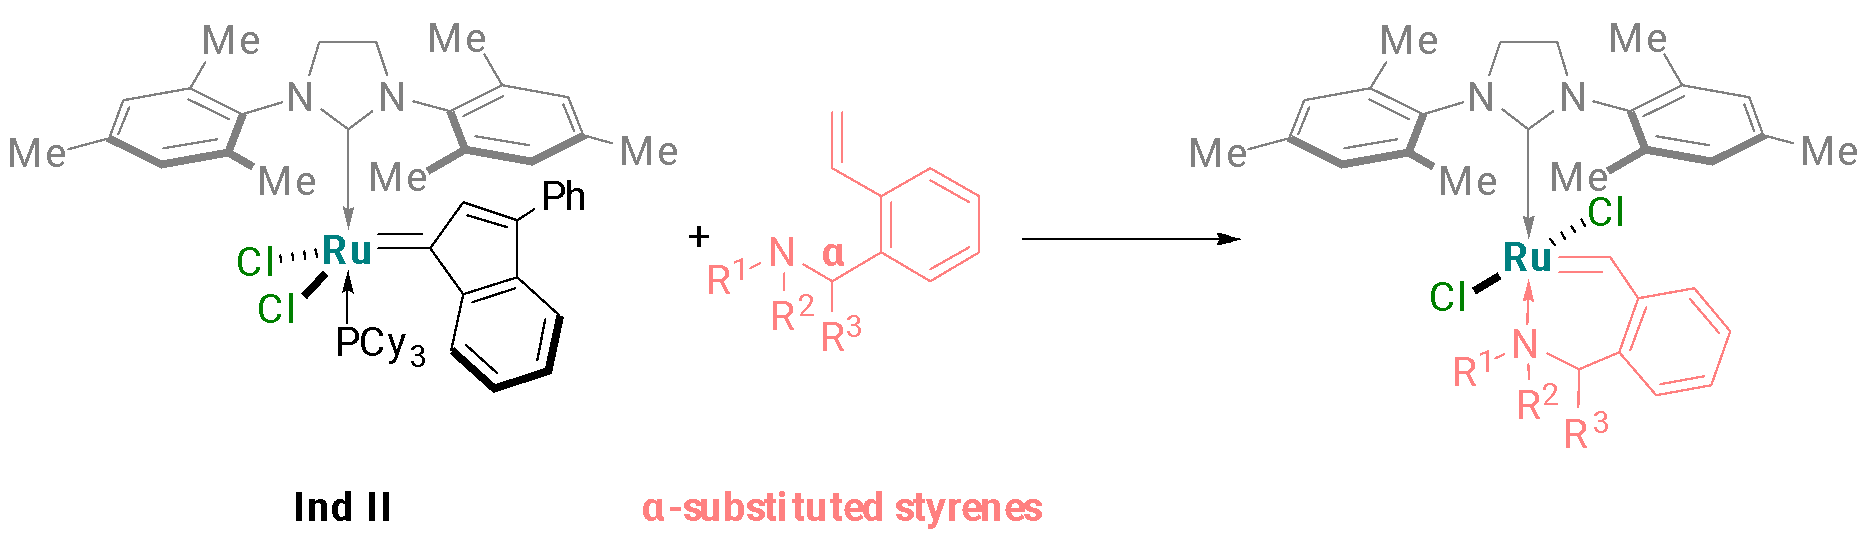 Me Me Me Me
N N N N
Me Me Me Me
Me Me Me Me
Ph
Cl
Ru
Cl
PCy3
+
N α
R1
R2
R3
Cl
Ru
Cl
N
R1
R2
R3
Ind II
α-substituted styrenes